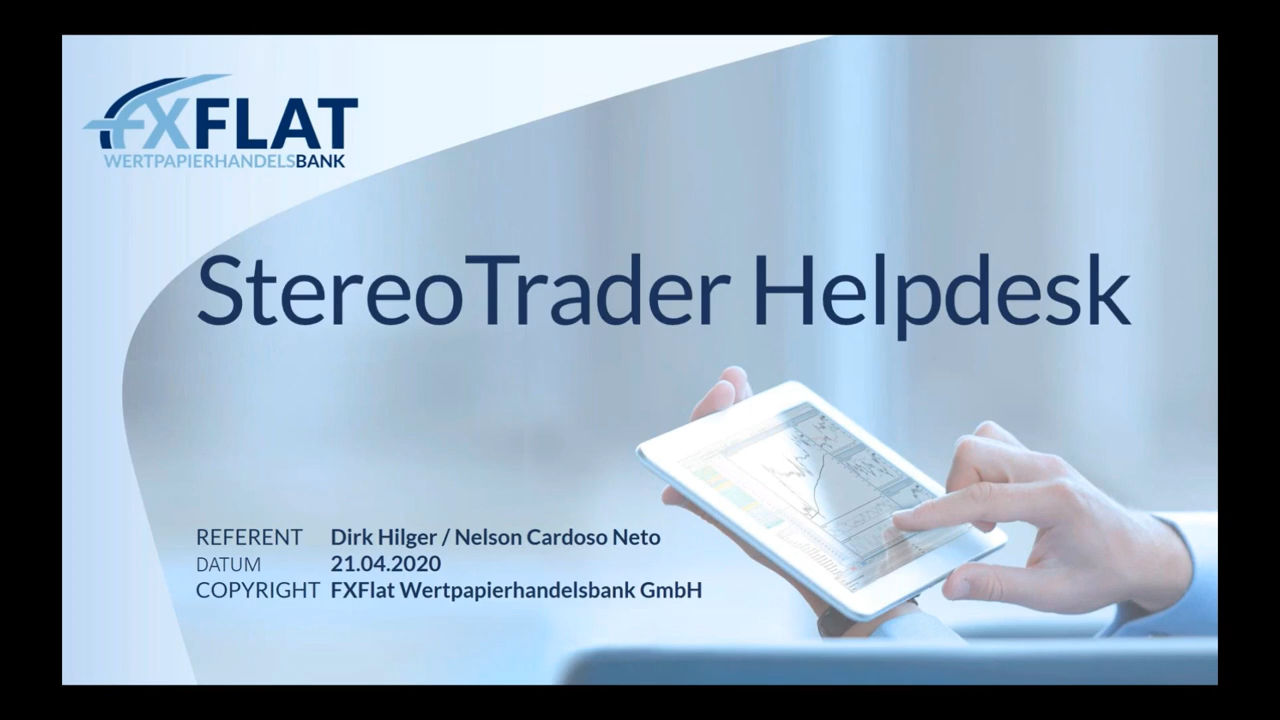 FXFLAT
WERTPAPIERHANDELSBANK
StereoTrader Helpdesk
REFERENT Dirk Hilger / Nelson Cardoso Neto
DATUM 21.04.2020
COPYRIGHT FXFlat Wertpapierhandelsbank GmbH